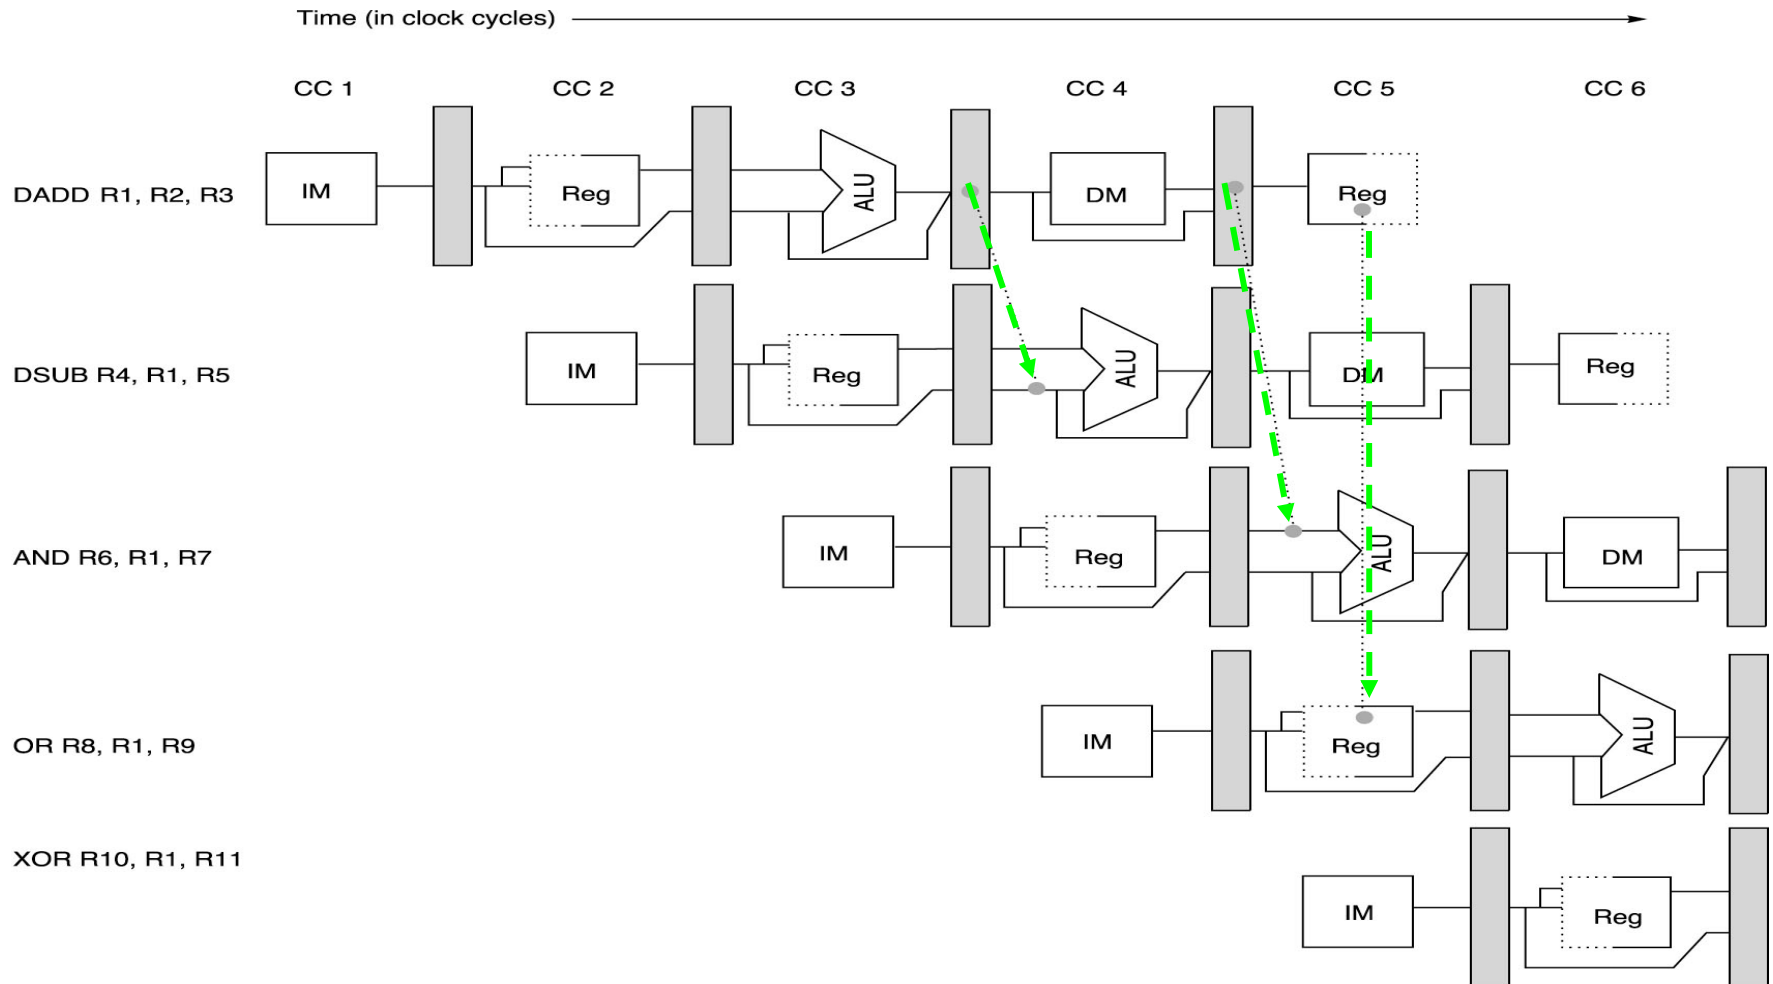 Time (in clock cycles)
CC 1 CC 2 CC 3 CC 4 CC 5 CC 6
DADD R1, R2, R3 IM Reg ALU DM Reg
DSUB R4, R1, R5 IM Reg ALU DM Reg
AND R6, R1, R7 IM Reg ALU DM
OR R8, R1, R9 IM Reg ALU
XOR R10, R1, R11
IM Reg